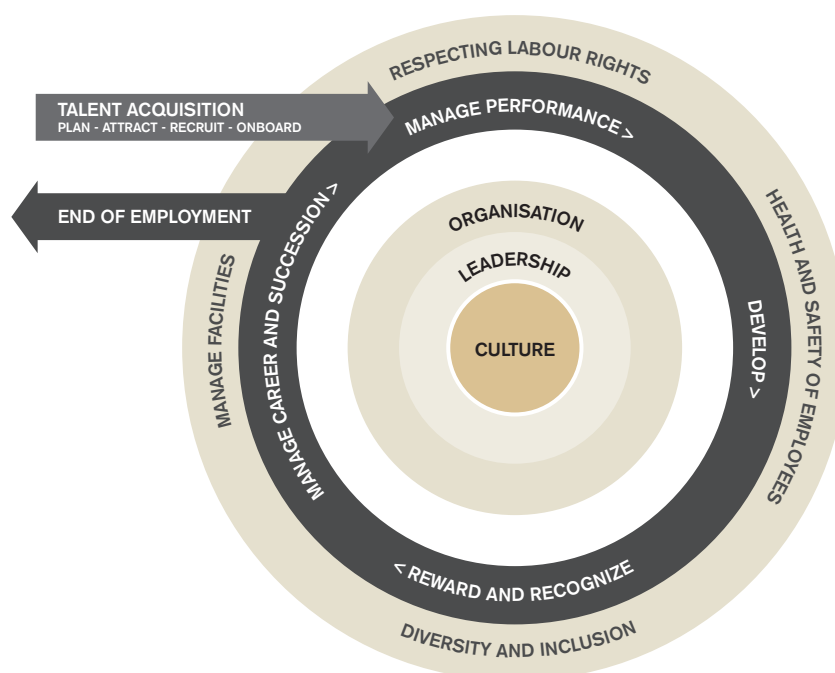 RESPECTING LABOUR RIGHTS
TALENT ACQUISITION
PLAN - ATTRACT - RECRUIT - ONBOARD
MANAGE PERFORMANCE >
END OF EMPLOYMENT
MANAGE CAREER AND SUCCESSION >
ORGANISATION
HEALTH AND SAFETY OF EMPLOYEES
LEADERSHIP
MANAGE FACILITIES
CULTURE
DEVELOP >
< REWARD AND RECOGNIZE
DIVERSITY AND INCLUSION